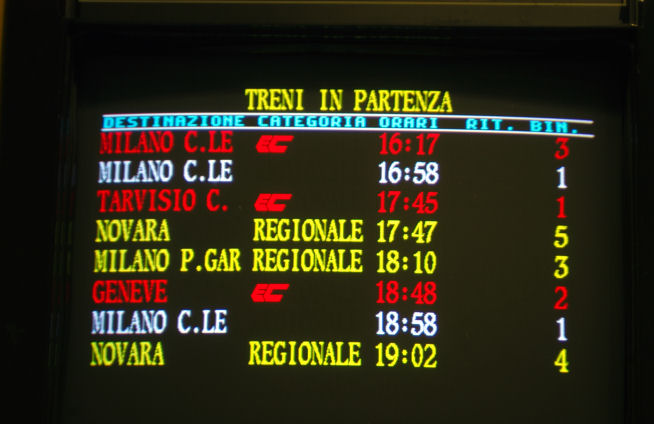 TRENI IN PARTENZA
DESTINAZIONE CATEGORIA ORARI RIT. BIN.
MILANO C.LE EC 16:17 3
MILANO C.LE 16:58 1
TARVISIO C. EC 17:45 1
NOVARA REGIONALE 17:47 5
MILANO P.GAR REGIONALE 18:10 3
GENEVE EC 18:48 2
MILANO C.LE 18:58 1
NOVARA REGIONALE 19:02 4